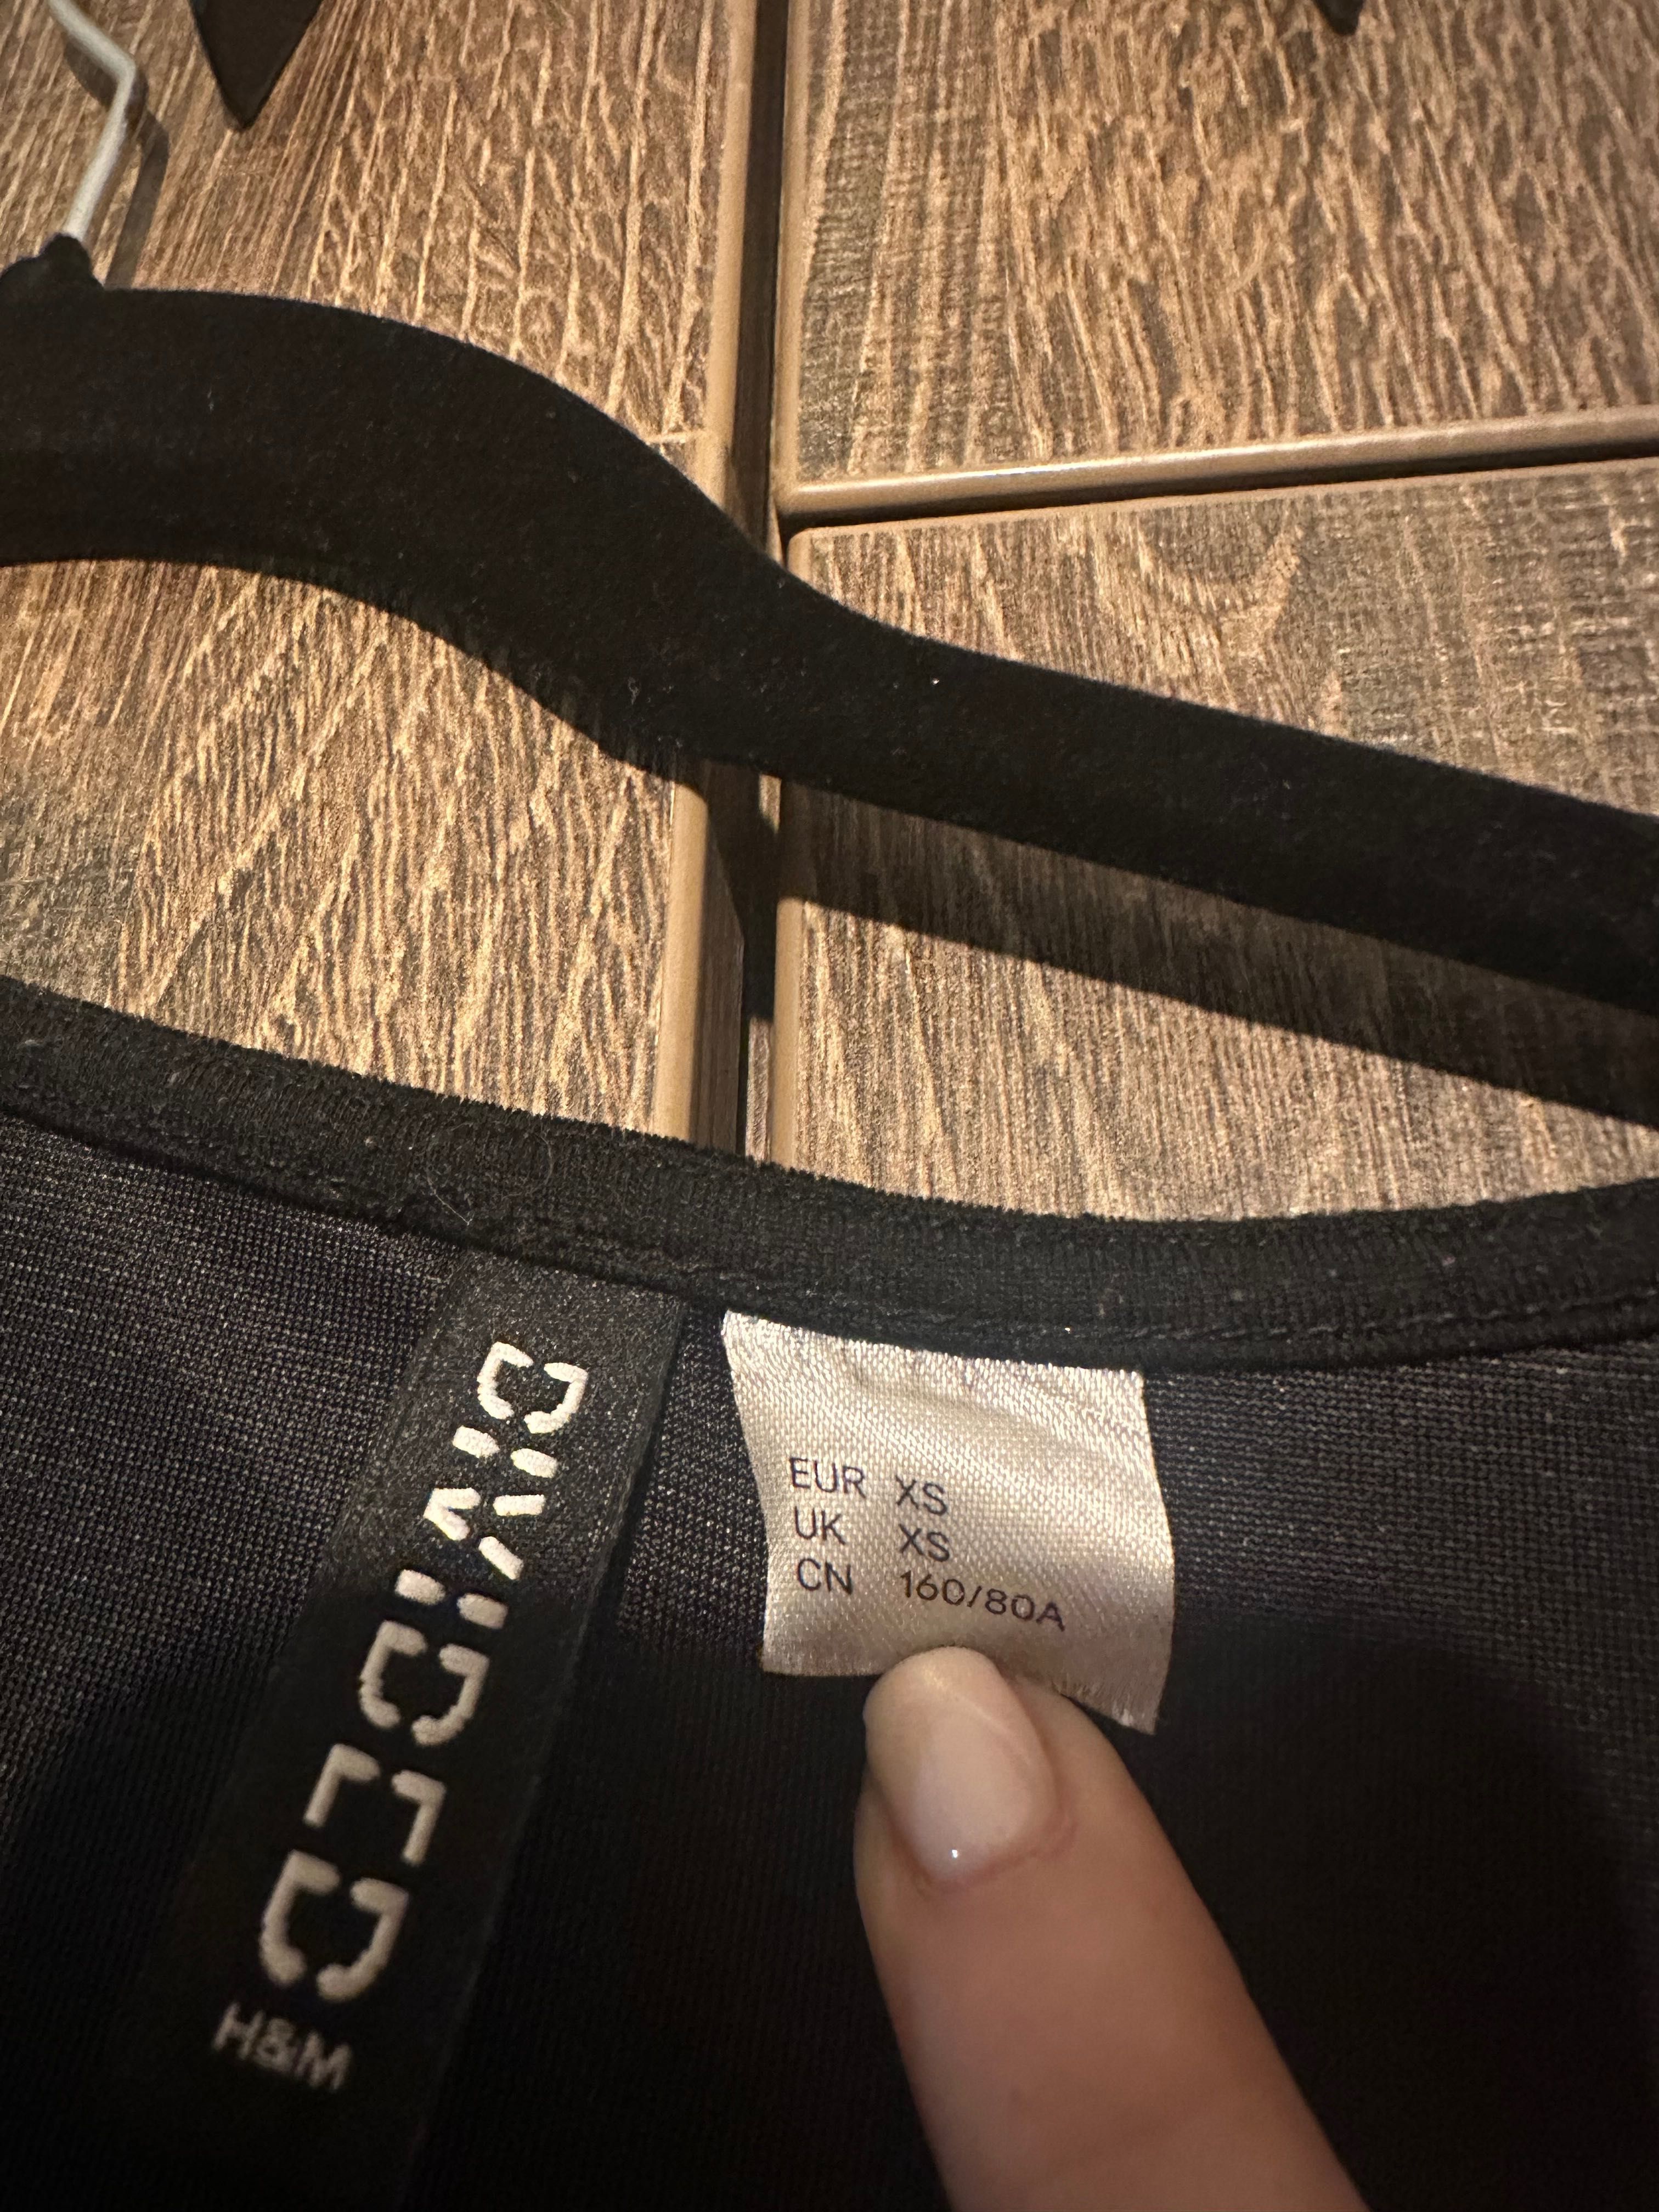 DIVIDED
H&M
EUR XS
UK XS
CN 160/80A